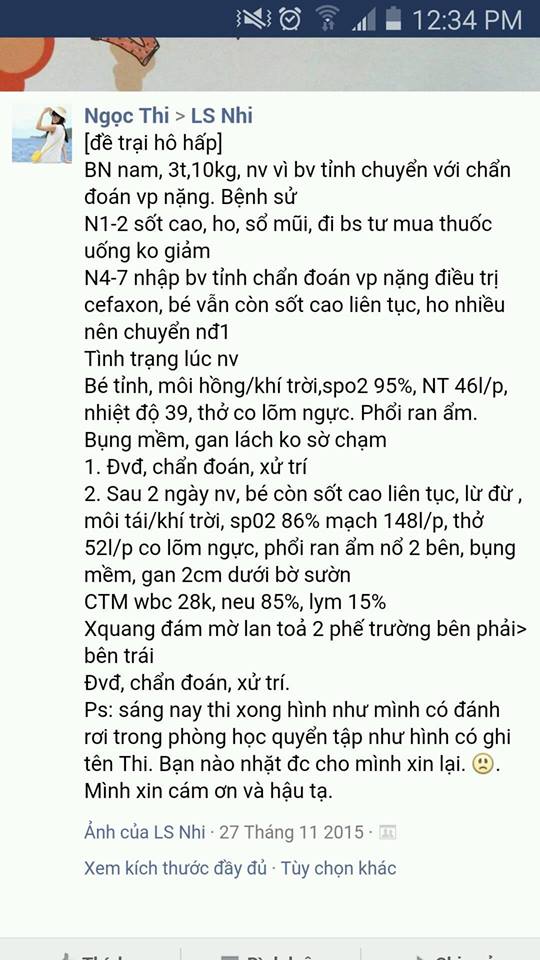 12:34 PM
Ngọc Thi > LS Nhi
[đề trại hô hấp]
BN nam, 3t,10kg, nv vì bv tỉnh chuyển với chẩn
đoán vp nặng. Bệnh sử
N1-2 sốt cao, ho, sổ mũi, đi bs tư mua thuốc
uống ko giảm
N4-7 nhập bv tỉnh chẩn đoán vp nặng điều trị
cefaxon, bé vẫn còn sốt cao liên tục, ho nhiều
nên chuyển nđ1
Tình trạng lúc nv
Bé tỉnh, môi hồng/khí trời,spo2 95%, NT 46l/p,
nhiệt độ 39, thở co lõm ngực. Phổi ran ẩm.
Bụng mềm, gan lách ko sờ chạm
1. Đvđ, chẩn đoán, xử trí
2. Sau 2 ngày nv, bé còn sốt cao liên tục, lừ đừ ,
môi tái/khí trời, sp02 86% mạch 148l/p, thở
52l/p co lõm ngực, phổi ran ẩm nổ 2 bên, bụng
mềm, gan 2cm dưới bờ sườn
CTM wbc 28k, neu 85%, lym 15%
Xquang đám mờ lan toả 2 phế trường bên phải>
bên trái
Đvđ, chẩn đoán, xử trí.
Ps: sáng nay thi xong hình như mình có đánh
rơi trong phòng học quyển tập như hình có ghi
tên Thi. Bạn nào nhặt đc cho mình xin lại. .
Mình xin cám ơn và hậu tạ.
Ảnh của LS Nhi · 27 Tháng 11 2015 ·
Xem kích thước đầy đủ · Tùy chọn khác